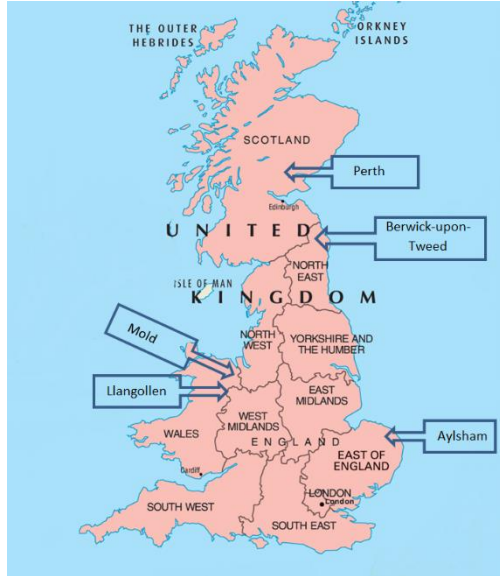 THE OUTER
HEBRIDES
ORKNEY
ISLANDS
SCOTLAND
Perth
Edinburgh
UNITED
Berwick-upon-
Tweed
NORTH
EAST
ISLE OF MAN
KINGDOM
Mold
NORTH
WEST
YORKSHIRE AND
THE HUMBER
Llangollen
EAST
MIDLANDS
WEST
MIDLANDS
WALES
ENGLAND
Aylsham
EAST OF
ENGLAND
Cardiff
LONDON
London
SOUTH WEST
SOUTH EAST